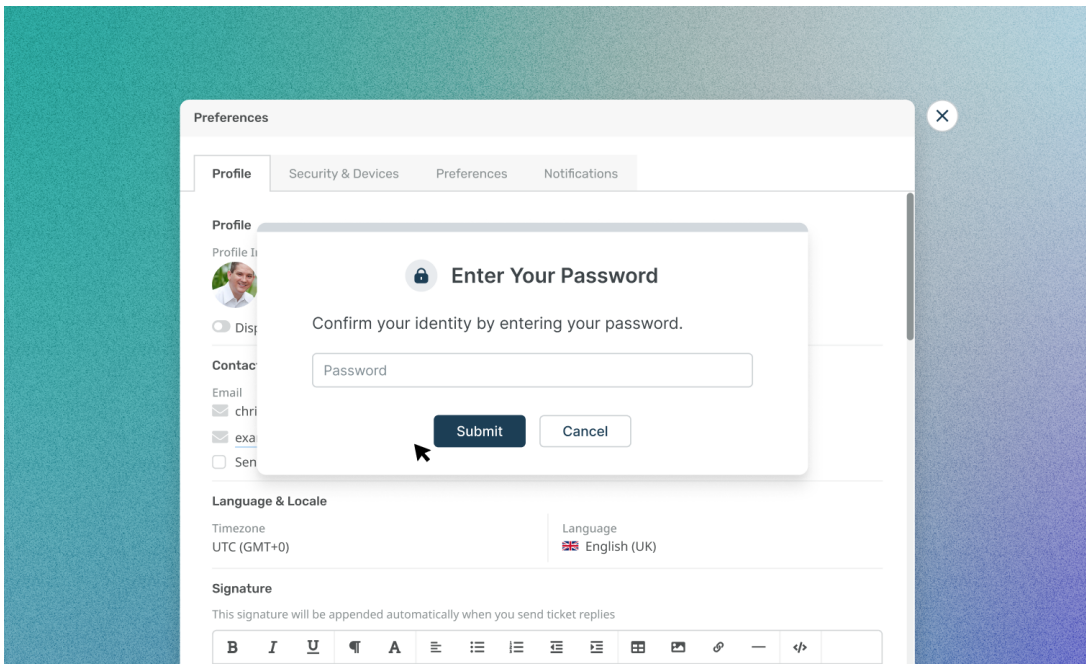 Preferences
Profile Security & Devices Preferences Notifications
Profile
Profile
Enter Your Password
Confirm your identity by entering your password.
Password
Submit Cancel
Email
Language & Locale
Timezone Language
UTC (GMT+0) English (UK)
Signature
This signature will be appended automatically when you send ticket replies
B I U ¶ A </>